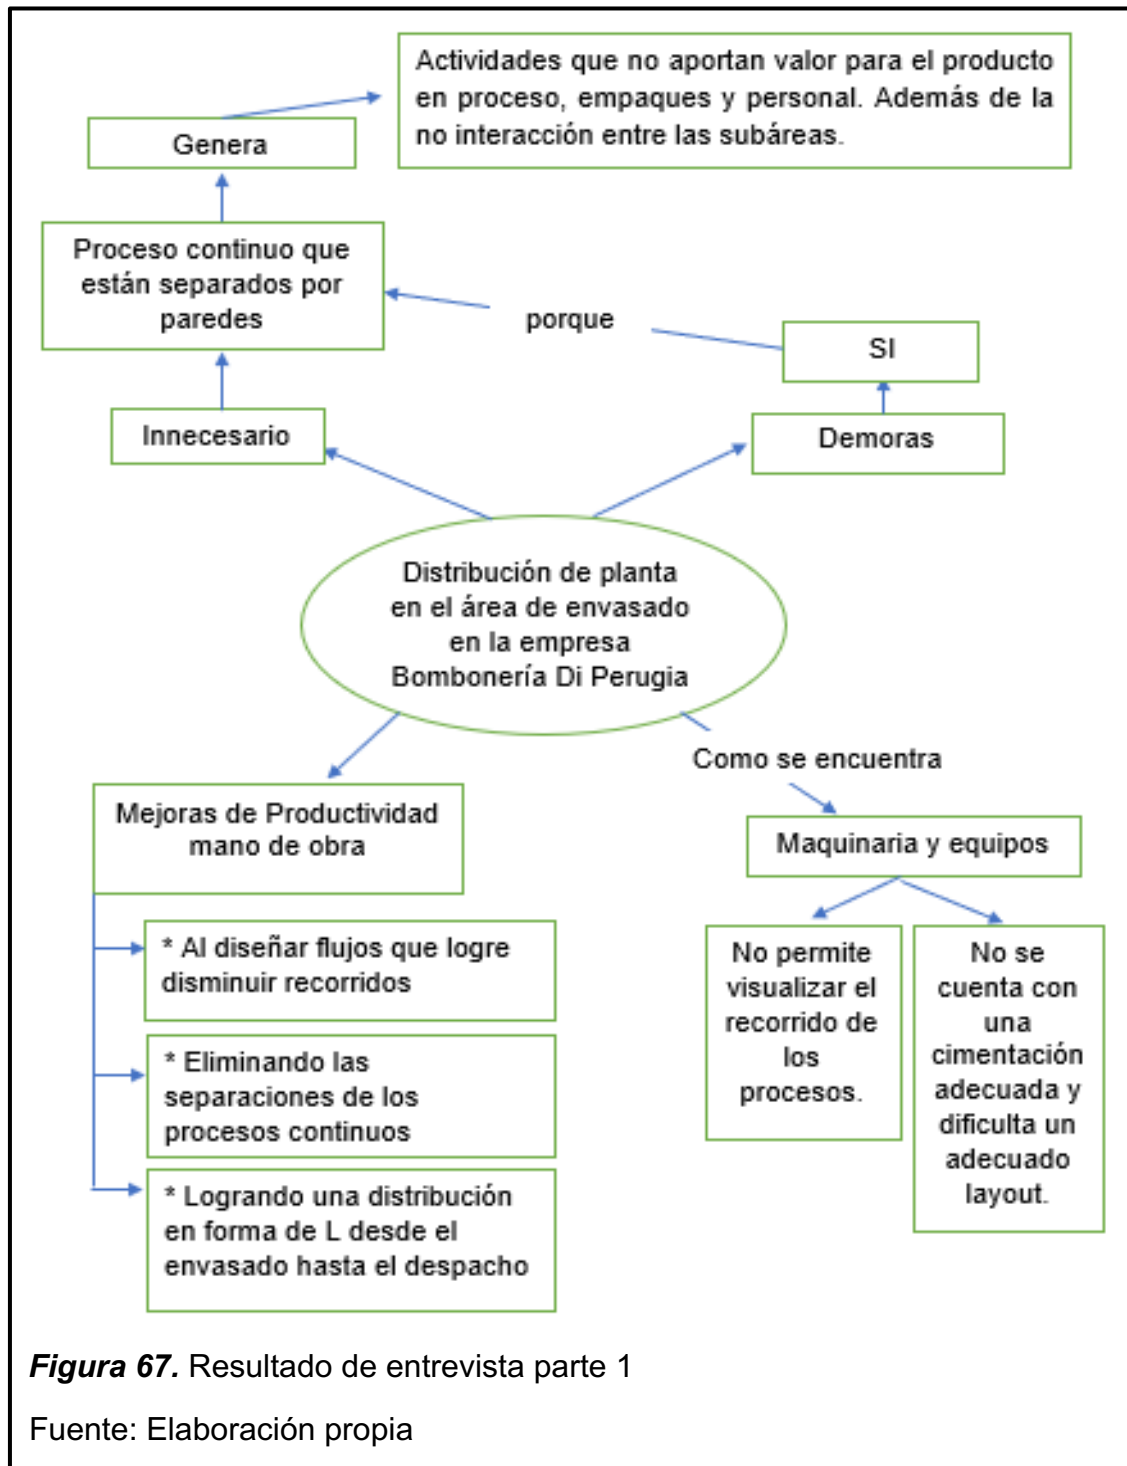 Actividades que no aportan valor para el producto
en proceso, empaques y personal. Además de la
no interacción entre las subáreas.
Genera
Proceso continuo que
están separados por
paredes
porque
SI
Innecesario
Demoras
Distribución de planta
en el área de envasado
en la empresa
Bombonería Di Perugia
Como se encuentra
Mejoras de Productividad
mano de obra
Maquinaria y equipos
* Al diseñar flujos que logre
disminuir recorridos
* Eliminando las
separaciones de los
procesos continuos
* Logrando una distribución
en forma de L desde el
envasado hasta el despacho
No permite
visualizar el
recorrido de
los
procesos.
No se
cuenta con
una
cimentación
adecuada y
dificulta un
adecuado
layout.
Figura 67. Resultado de entrevista parte 1
Fuente: Elaboración propia